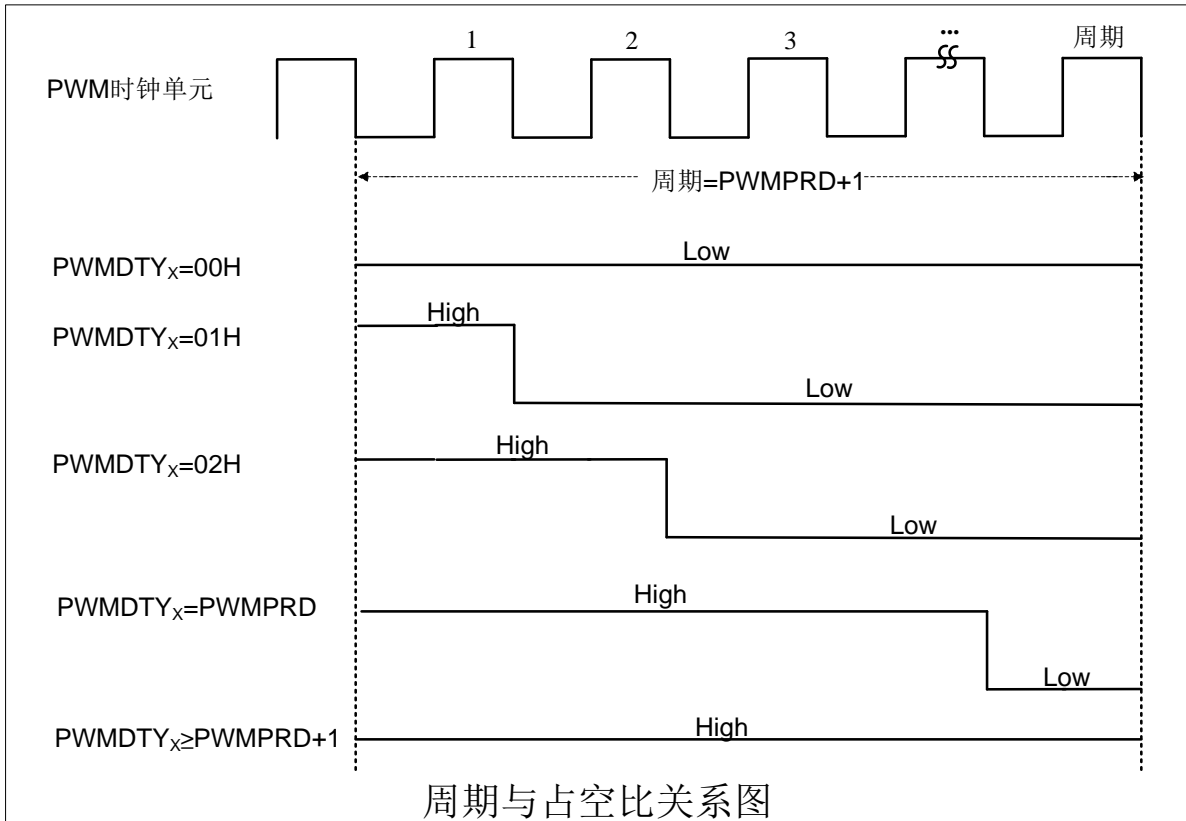 1 2 3 ... 周期
PWM时钟单元
周期=PWMPRD+1
Low
PWMDTYX=00H
High
PWMDTYX=01H
Low
High
PWMDTYX=02H
Low
High
PWMDTYX=PWMPRD
Low
High
PWMDTYX≥PWMPRD+1
周期与占空比关系图